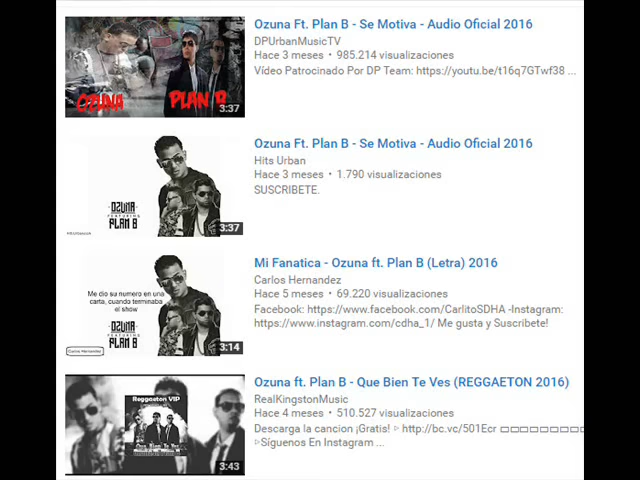 Ozuna Ft. Plan B - Se Motiva - Audio Oficial 2016
DPUrbanMusicTV
Hace 3 meses • 985.214 visualizaciones
Vídeo Patrocinado Por DP Team: https://youtu.be/t16q7GTwf38 ...
OZUNA
PLAN B
3:37
Ozuna Ft. Plan B - Se Motiva - Audio Oficial 2016
Hits Urban
Hace 3 meses • 1.790 visualizaciones
SUSCRIBETE.
OZUNA
FEATURING
PLAN B
3:37
Mi Fanatica - Ozuna ft. Plan B (Letra) 2016
Carlos Hernandez
Hace 5 meses • 69.220 visualizaciones
Facebook: https://www.facebook.com/CarlitoSDHA -Instagram:
https://www.instagram.com/cdha_1/ Me gusta y Suscribete!
Me dio su numero en una
carta, cuando terminaba
el show
OZUNA
FEATURING
PLAN B
Carlos Hernandez
3:14
Ozuna ft. Plan B - Que Bien Te Ves (REGGAETON 2016)
RealKingstonMusic
Hace 4 meses • 510.527 visualizaciones
Descarga la cancion ¡Gratis! ▹ http://bc.vc/501Ecr
▹Síguenos En Instagram ...
Reggaeton VIP
Que Bien Te Ves
3:43